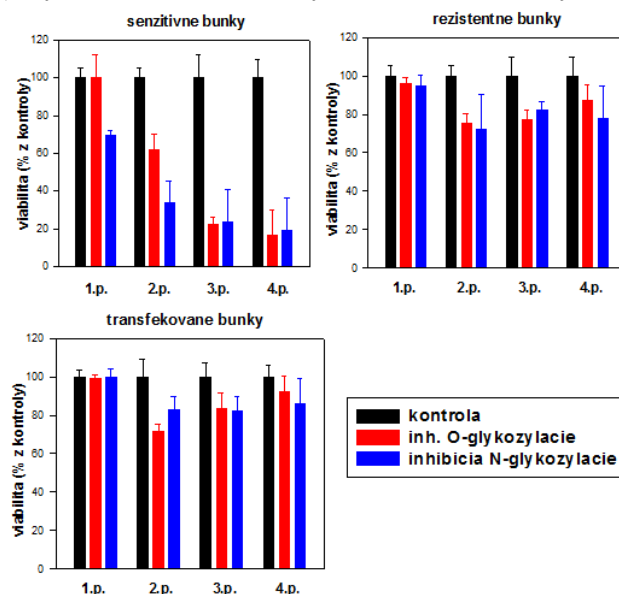 senzitivne bunky
viabilita (% z kontroly)
120
100
80
60
40
20
0
1.p. 2.p. 3.p. 4.p.
rezistentne bunky
viabilita (% z kontroly)
120
100
80
60
40
20
0
1.p. 2.p. 3.p. 4.p.
transfekovane bunky
viabilita (% z kontroly)
120
100
80
60
40
20
0
1.p. 2.p. 3.p. 4.p.
kontrola
inh. O-glykozylacie
inhibicia N-glykozylacie